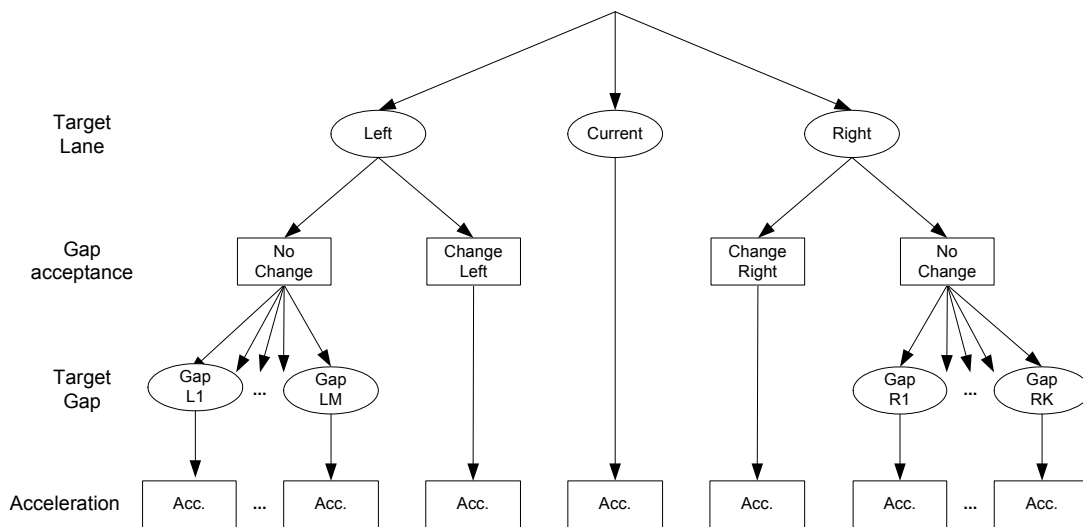 Target
Lane
Left
Current
Right
Gap
acceptance
No
Change
Change
Left
Change
Right
No
Change
Target
Gap
Gap
L1
...
Gap
LM
Gap
R1
...
Gap
RK
Acceleration
Acc.
...
Acc.
Acc.
Acc.
Acc.
Acc.
...
Acc.